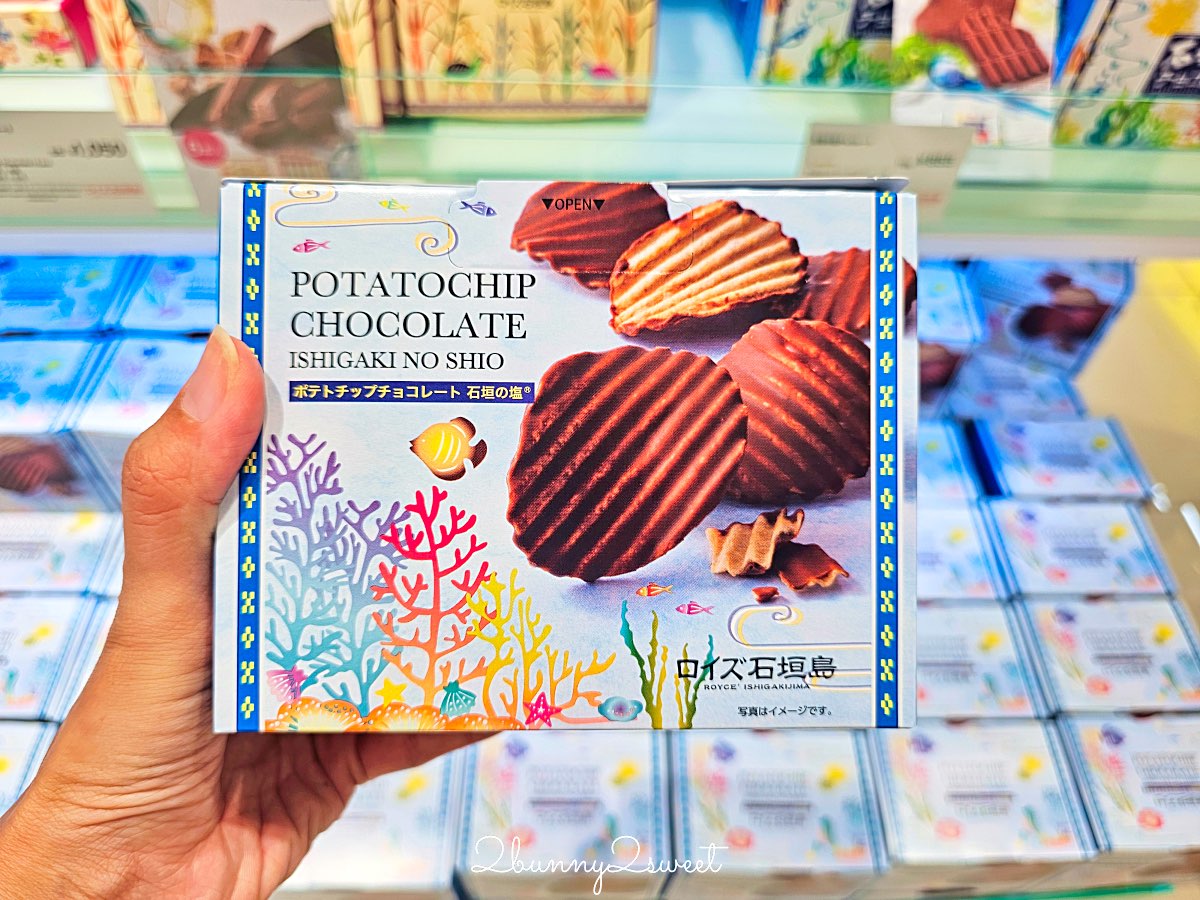 1,050
▼OPEN▼
POTATOCHIP
CHOCOLATE
ISHIGAKI NO SHIO
ポテトチップチョコレート 石垣の塩®
ロイズ石垣島
ROYCE' ISHIGAKIJIMA
写真はイメージです。
2bunny2sweet